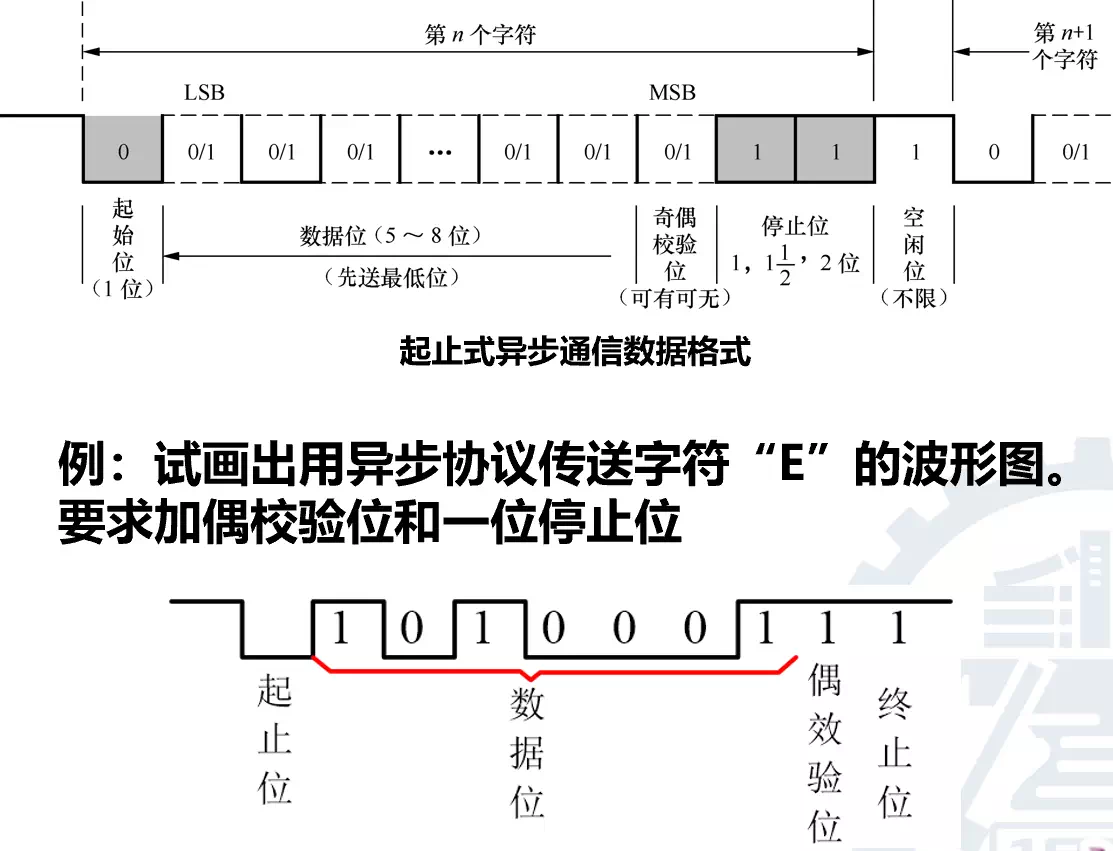 第 n 个字符
第 n+1
个字符
LSB
MSB
0 0/1 0/1 0/1 ··· 0/1 0/1 0/1 1 1 1 0 0/1
起始位
(1 位)
数据位(5～8 位)
(先送最低位)
奇偶校验位
(可有可无)
停止位
1，1 1/2，2 位
空闲位
(不限)
起止式异步通信数据格式
例：试画出用异步协议传送字符“E”的波形图。
要求加偶校验位和一位停止位
1 0 1 0 0 0 1 1 1
起止位
数据位
偶效验位
终止位